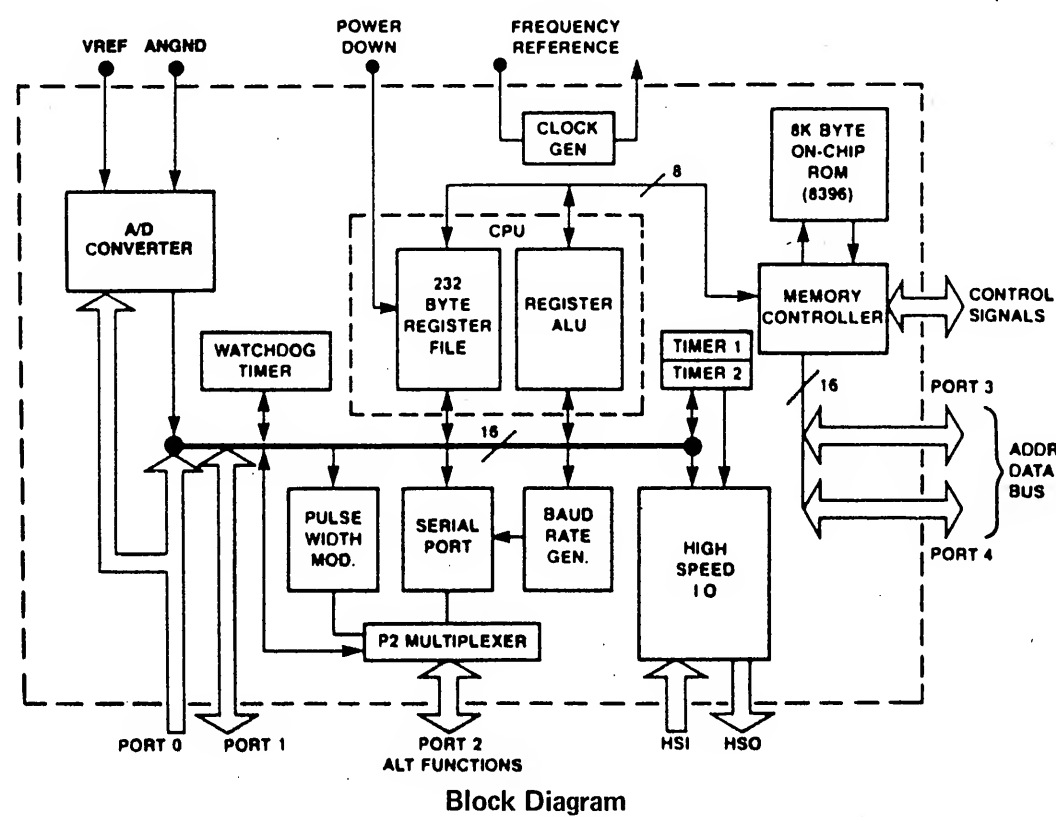 POWER
DOWN
FREQUENCY
REFERENCE
VREF ANGND
CLOCK
GEN
8K BYTE
ON-CHIP
ROM
(8396)
8
A/D
CONVERTER
CPU
232
BYTE
REGISTER
FILE
REGISTER
ALU
MEMORY
CONTROLLER
CONTROL
SIGNALS
WATCHDOG
TIMER
TIMER 1
TIMER 2
16
PORT 3
16
ADDR
DATA
BUS
PULSE
WIDTH
MOD.
SERIAL
PORT
BAUD
RATE
GEN.
HIGH
SPEED
I O
PORT 4
P2 MULTIPLEXER
PORT 0
PORT 1
PORT 2
ALT FUNCTIONS
HSI
HSO
Block Diagram